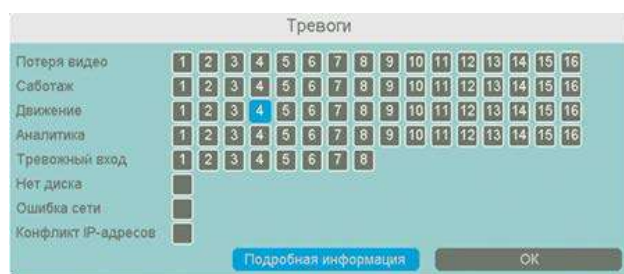 Тревоги
Потеря видео 1 2 3 4 5 6 7 8 9 10 11 12 13 14 15 16
Саботаж 1 2 3 4 5 6 7 8 9 10 11 12 13 14 15 16
Движение 1 2 3 4 5 6 7 8 9 10 11 12 13 14 15 16
Аналитика 1 2 3 4 5 6 7 8 9 10 11 12 13 14 15 16
Тревожный вход 1 2 3 4 5 6 7 8
Нет диска
Ошибка сети
Конфликт IP-адресов
Подробная информация ОК